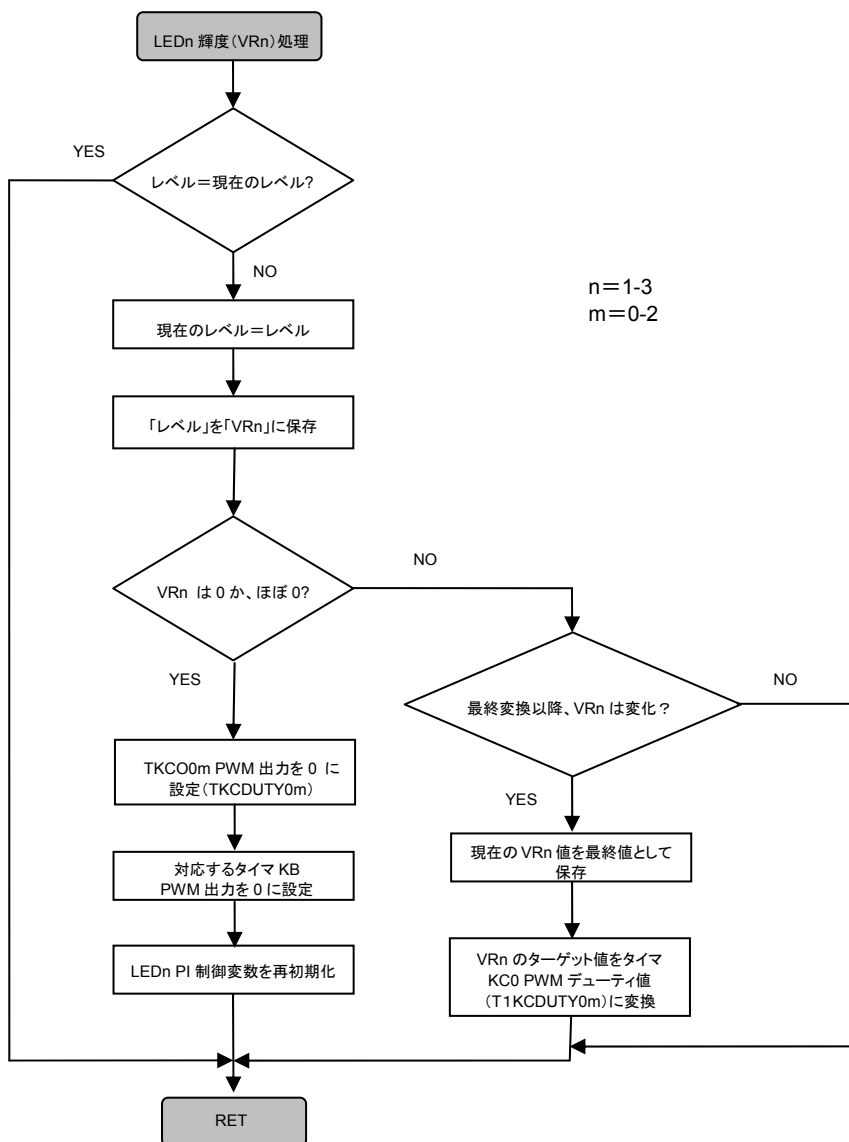 LEDn 輝度(VRn)処理
YES
レベル＝現在のレベル?
NO
n＝1-3
m＝0-2
現在のレベル＝レベル
「レベル」を「VRn」に保存
VRn は 0 か、ほぼ 0?
NO
YES
最終変換以降、VRn は変化？
NO
TKCO0m PWM 出力を 0 に
設定(TKCDUTY0m)
YES
対応するタイマ KB
PWM 出力を 0 に設定
現在の VRn 値を最終値として
保存
LEDn PI 制御変数を再初期化
VRn のターゲット値をタイマ
KC0 PWM デューティ値
(T1KCDUTY0m)に変換
RET